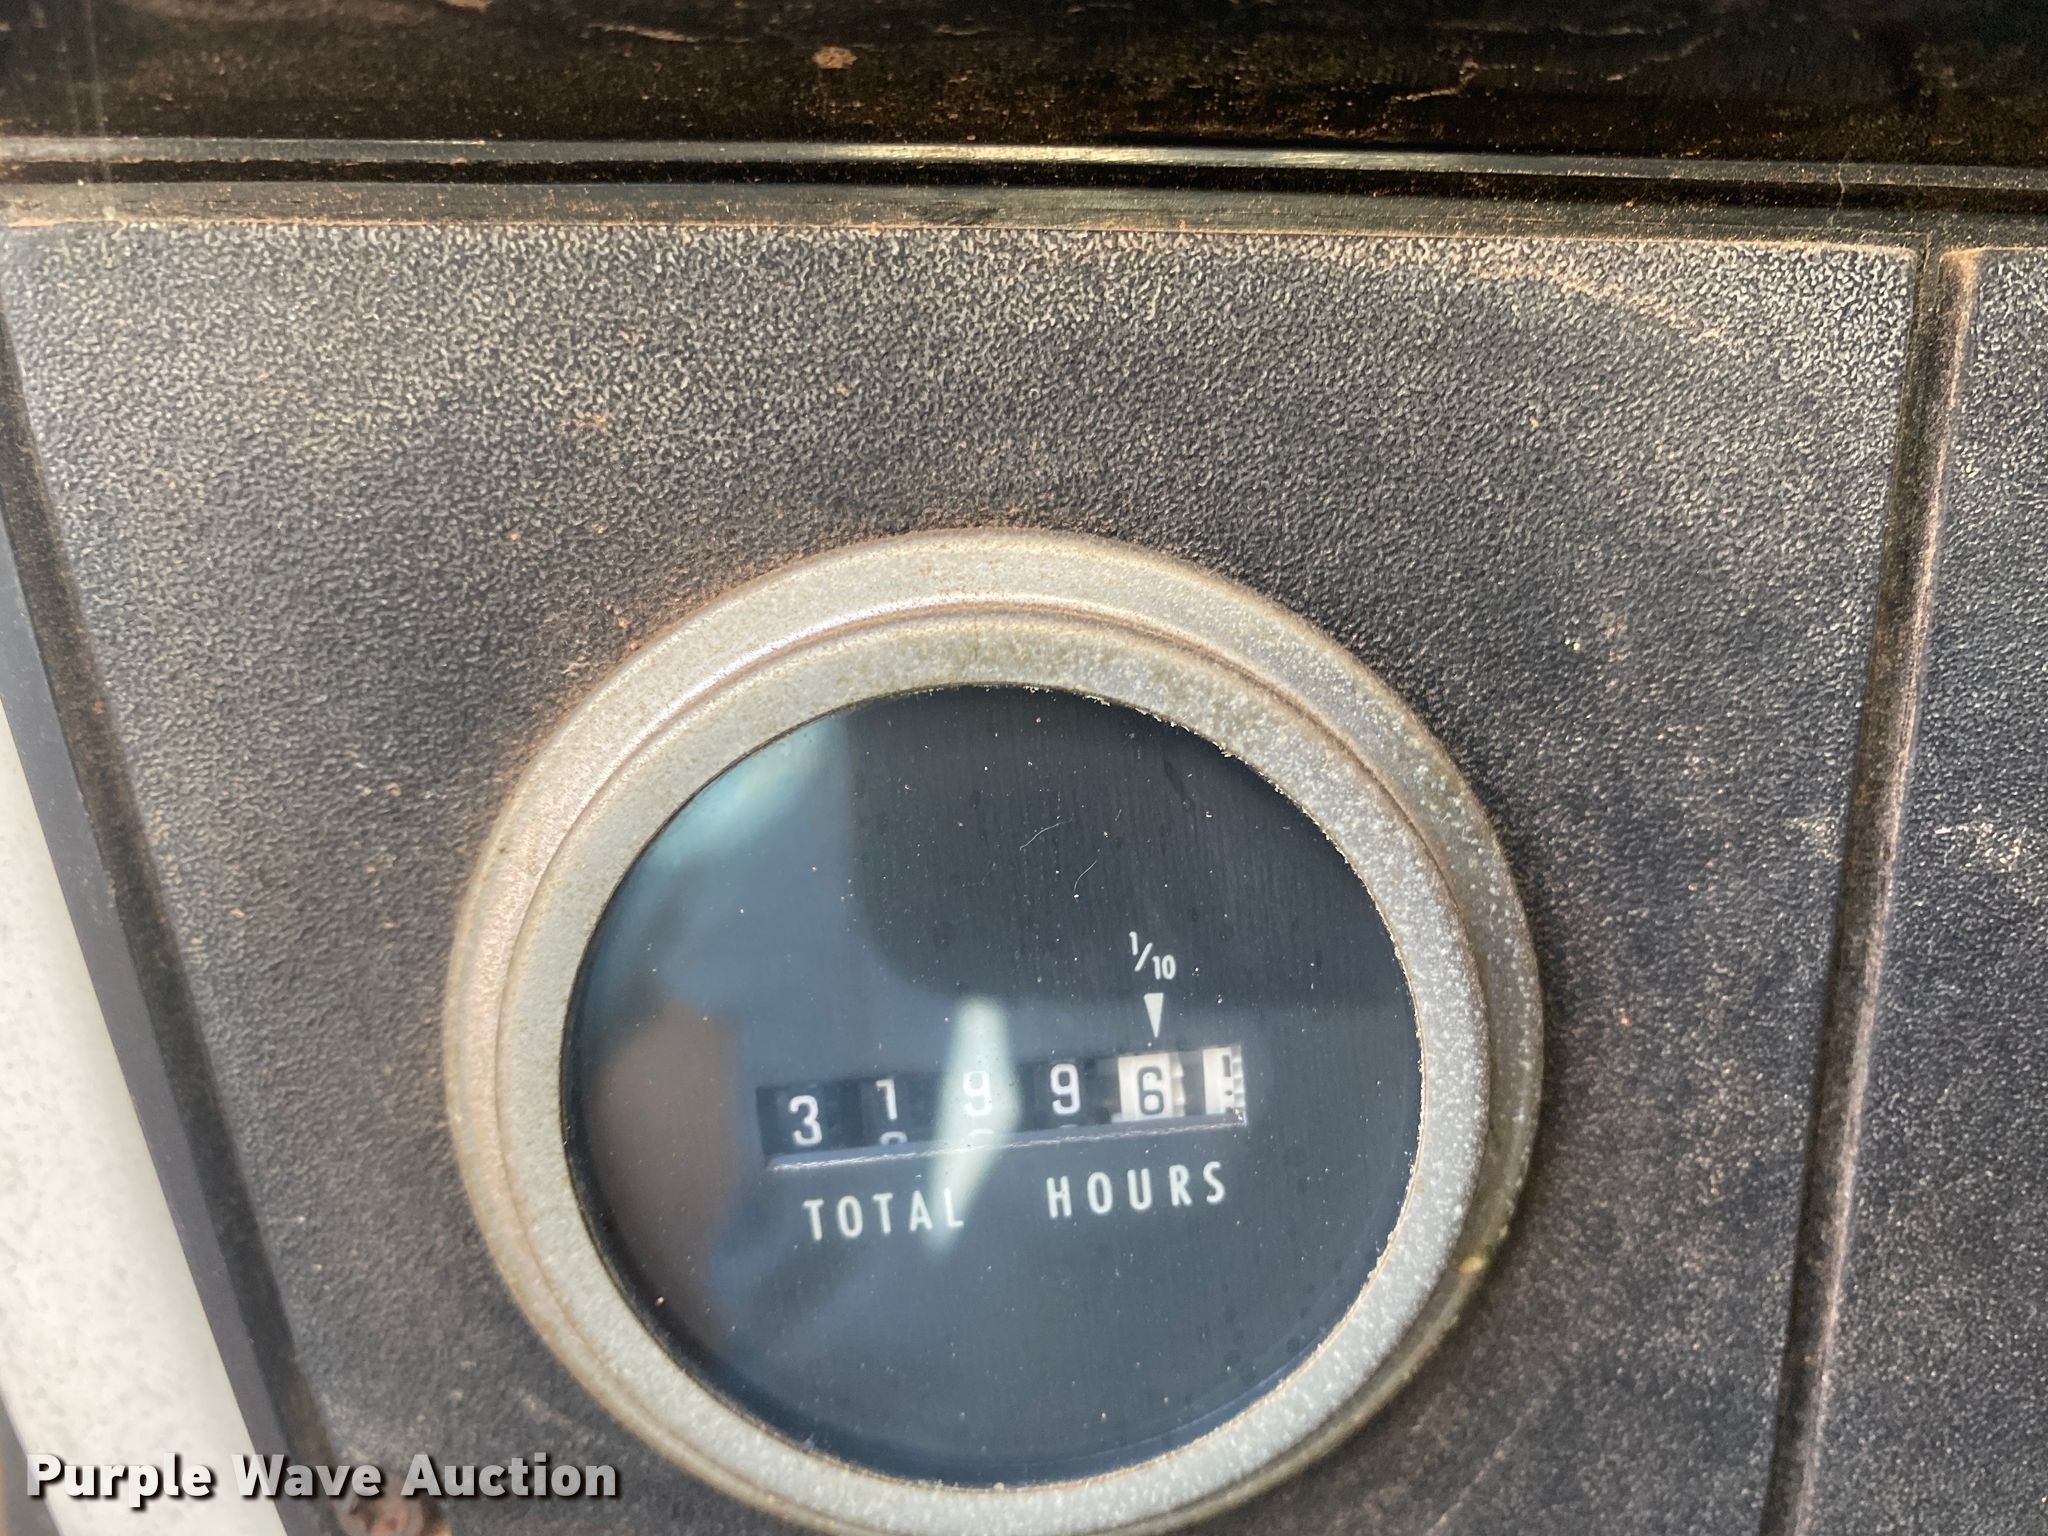 1/10
3 1 9 9 6
TOTAL HOURS
Purple Wave Auction